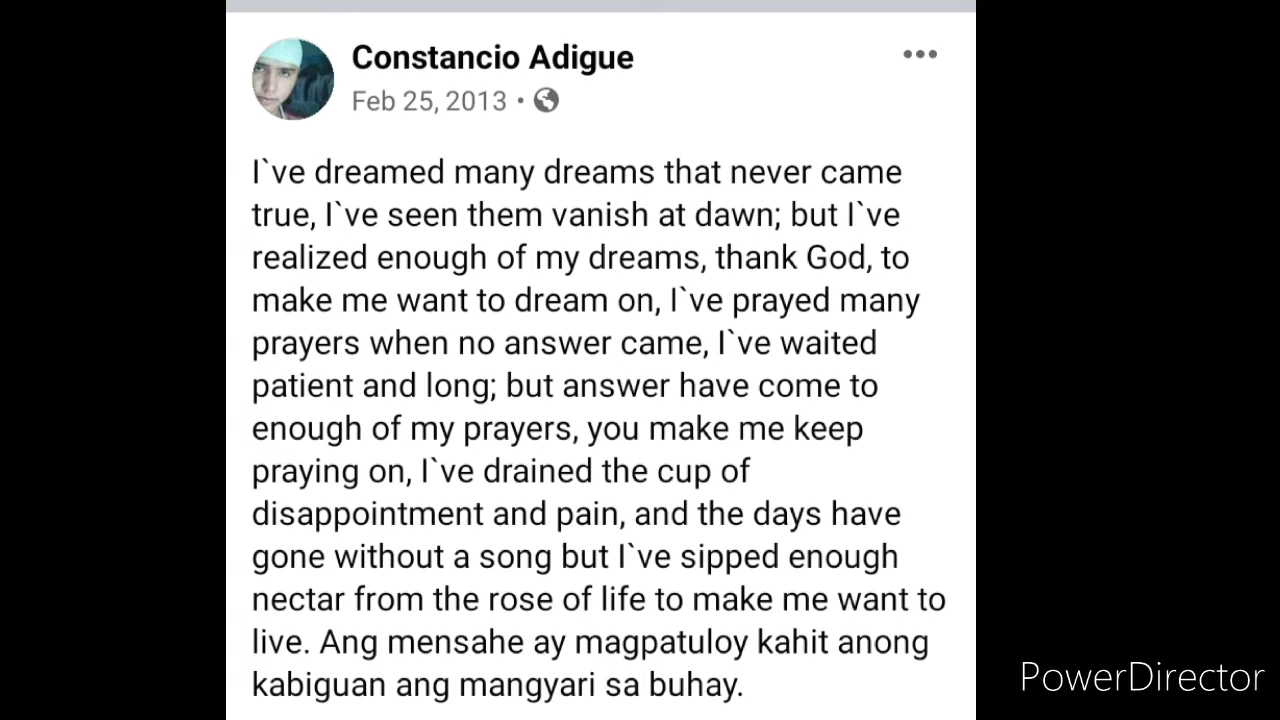 Constancio Adigue
Feb 25, 2013 •
I`ve dreamed many dreams that never came
true, I`ve seen them vanish at dawn; but I`ve
realized enough of my dreams, thank God, to
make me want to dream on, I`ve prayed many
prayers when no answer came, I`ve waited
patient and long; but answer have come to
enough of my prayers, you make me keep
praying on, I`ve drained the cup of
disappointment and pain, and the days have
gone without a song but I`ve sipped enough
nectar from the rose of life to make me want to
live. Ang mensahe ay magpatuloy kahit anong
kabiguan ang mangyari sa buhay.
PowerDirector